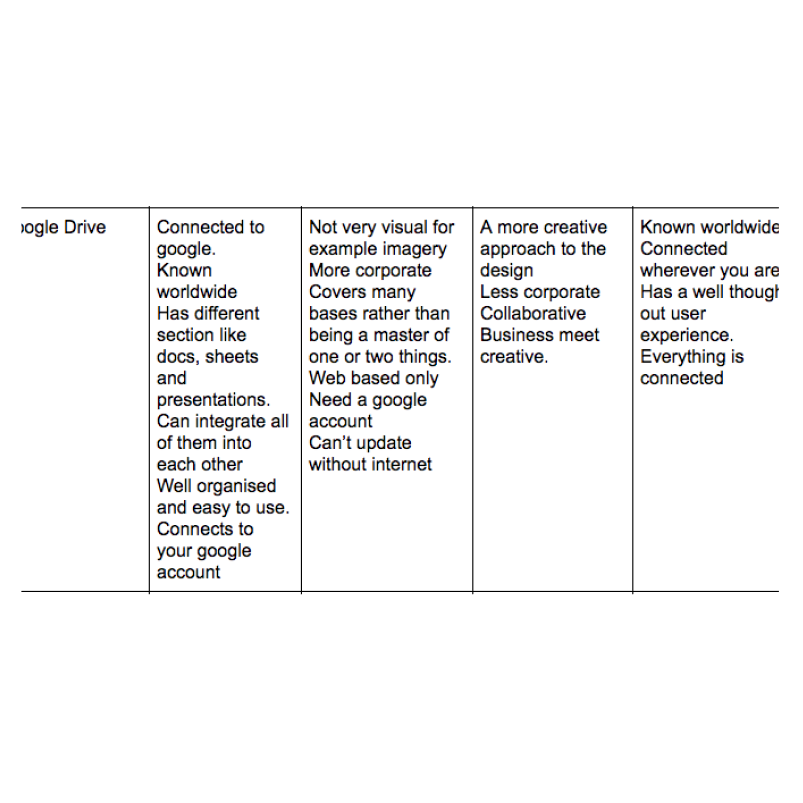 oogle Drive
Connected to
google.
Known
worldwide
Has different
section like
docs, sheets
and
presentations.
Can integrate all
of them into
each other
Well organised
and easy to use.
Connects to
your google
account
Not very visual for
example imagery
More corporate
Covers many
bases rather than
being a master of
one or two things.
Web based only
Need a google
account
Can't update
without internet
A more creative
approach to the
design
Less corporate
Collaborative
Business meet
creative.
Known worldwide
Connected
wherever you are
Has a well though
out user
experience.
Everything is
connected